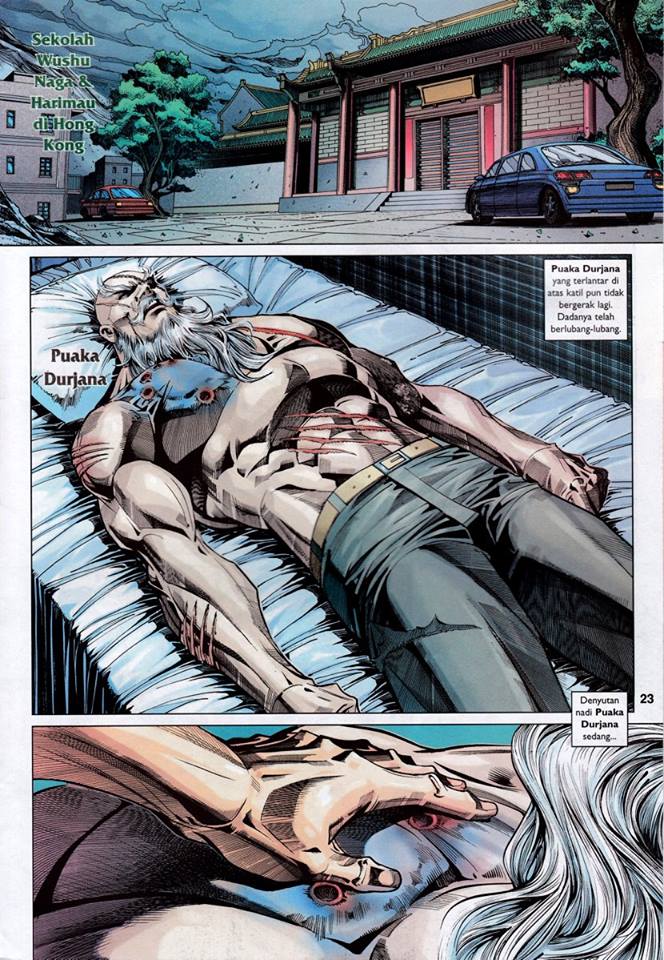 Sekolah
Wushu
Naga &
Harimau
di Hong
Kong
Puaka Durjana
yang terlantar di
atas katil pun tidak
bergerak lagi.
Dadanya telah
berlubang-lubang.
Puaka
Durjana
23
Denyutan
nadi Puaka
Durjana
sedang...